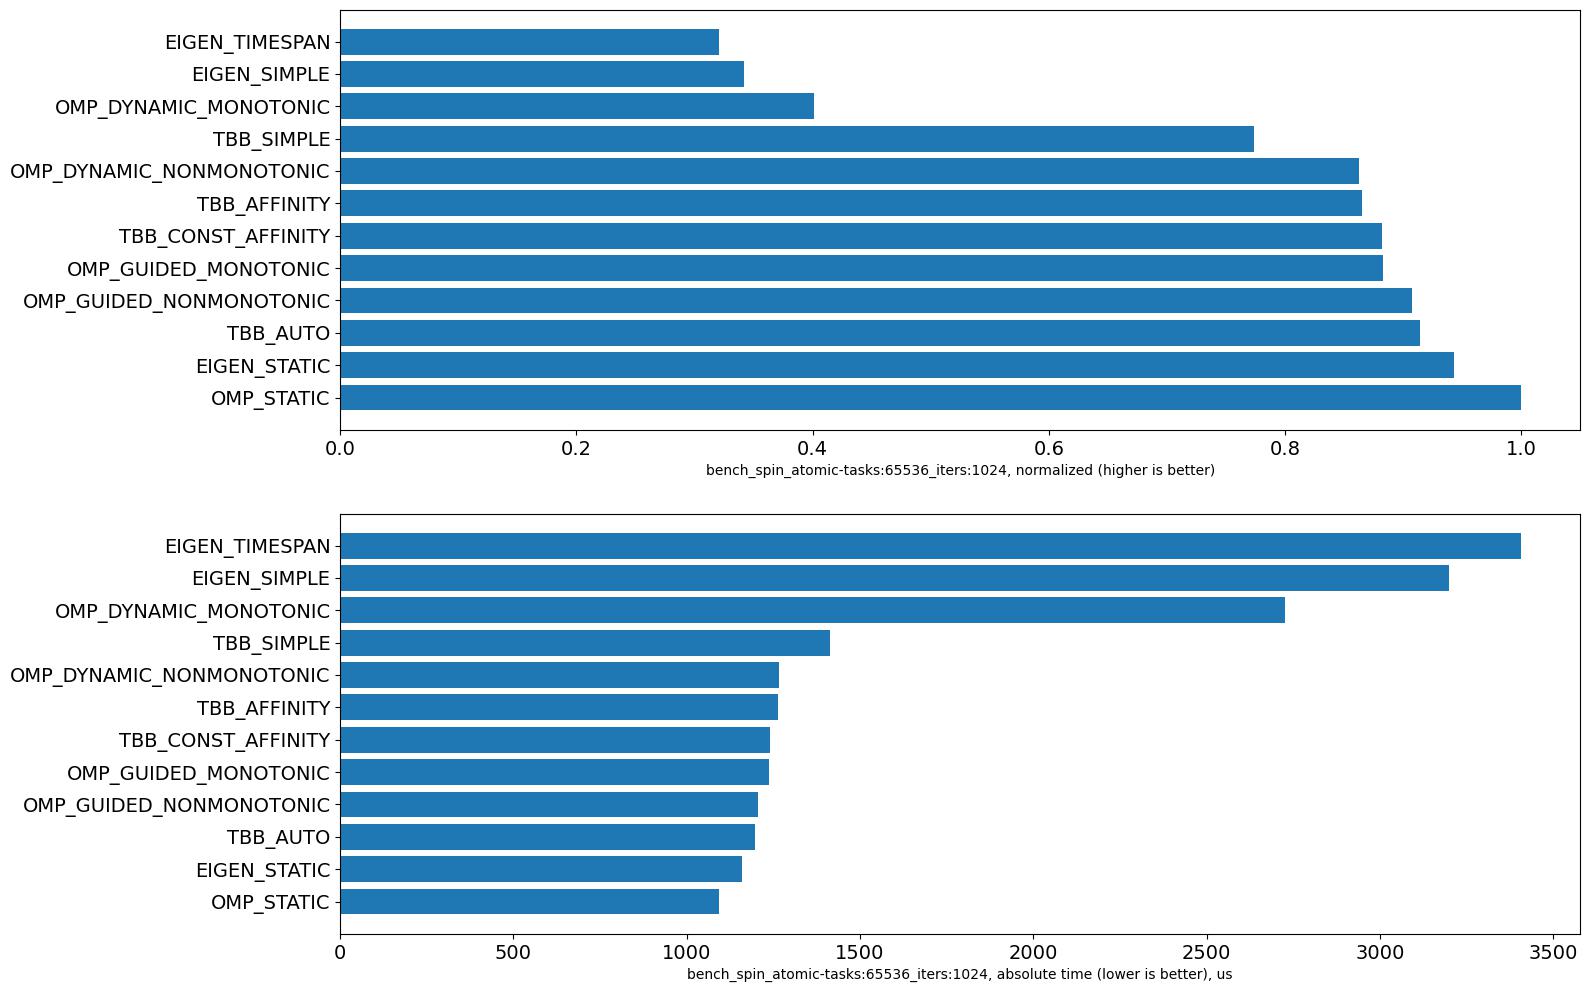 EIGEN_TIMESPAN
EIGEN_SIMPLE
OMP_DYNAMIC_MONOTONIC
TBB_SIMPLE
OMP_DYNAMIC_NONMONOTONIC
TBB_AFFINITY
TBB_CONST_AFFINITY
OMP_GUIDED_MONOTONIC
OMP_GUIDED_NONMONOTONIC
TBB_AUTO
EIGEN_STATIC
OMP_STATIC
0.0 0.2 0.4 0.6 0.8 1.0
bench_spin_atomic-tasks:65536_iters:1024, normalized (higher is better)
EIGEN_TIMESPAN
EIGEN_SIMPLE
OMP_DYNAMIC_MONOTONIC
TBB_SIMPLE
OMP_DYNAMIC_NONMONOTONIC
TBB_AFFINITY
TBB_CONST_AFFINITY
OMP_GUIDED_MONOTONIC
OMP_GUIDED_NONMONOTONIC
TBB_AUTO
EIGEN_STATIC
OMP_STATIC
0 500 1000 1500 2000 2500 3000 3500
bench_spin_atomic-tasks:65536_iters:1024, absolute time (lower is better), us